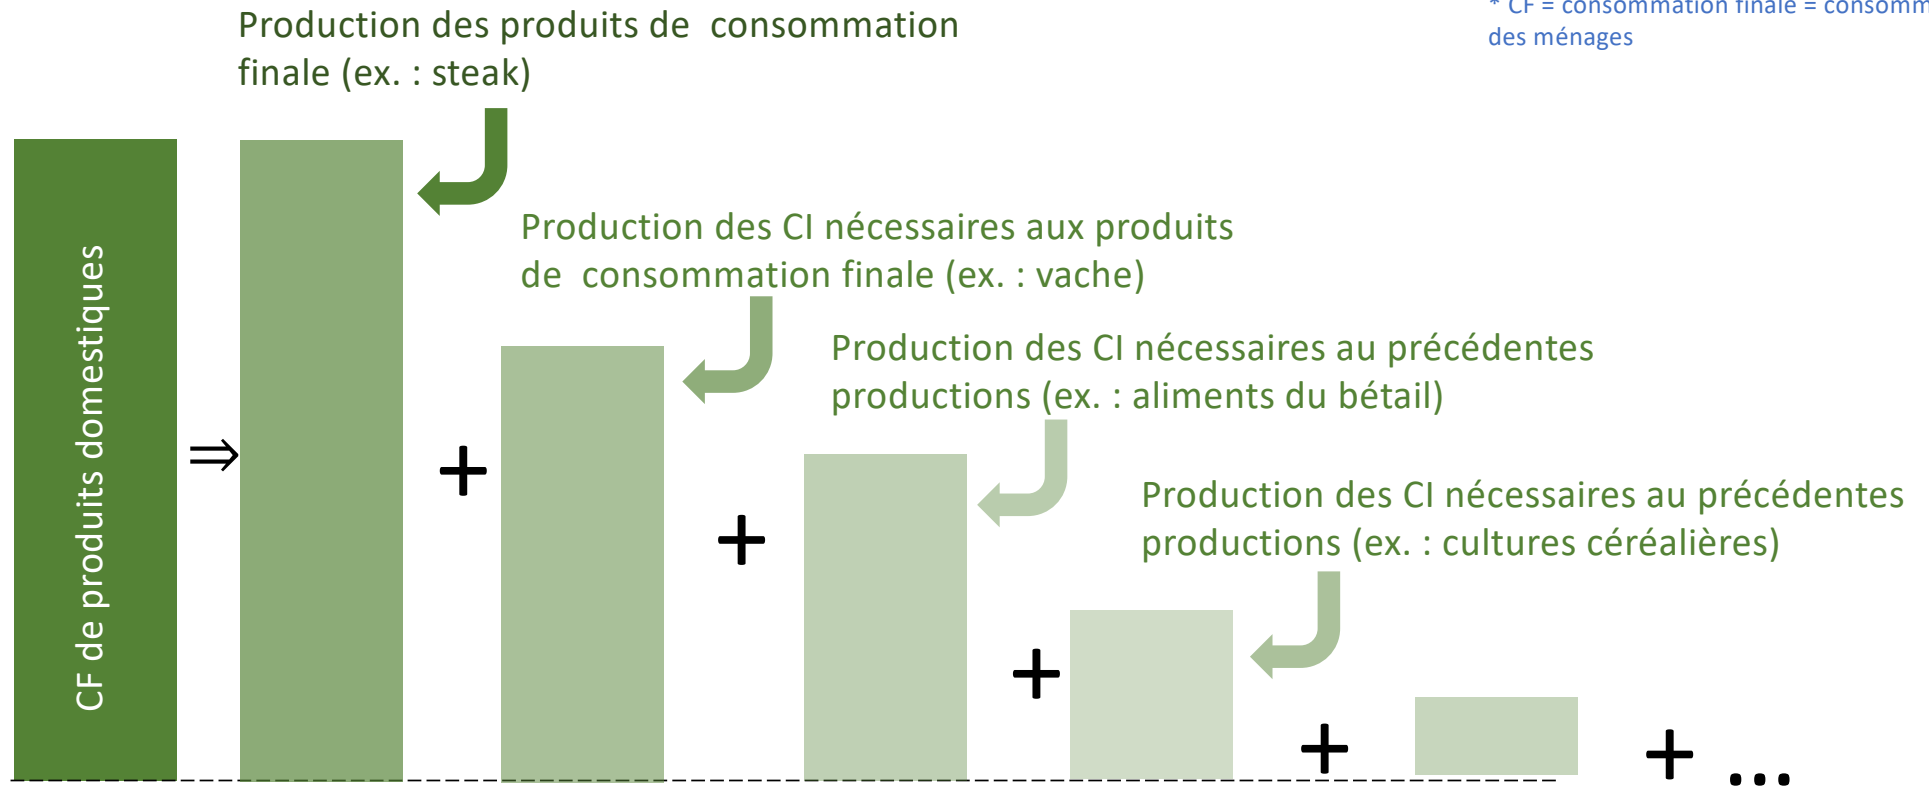 Production des produits de consommation
finale (ex. : steak)
* CF = consommation finale =
des ménages
Production des CI nécessaires aux produits
de consommation finale (ex. : vache)
Production des CI nécessaires au précédentes
productions (ex. : aliments du bétail)
Production des CI nécessaires au précédentes
productions (ex. : cultures céréalières)
CF de produits domestiques
⇒
+
+
+
+
+ ...